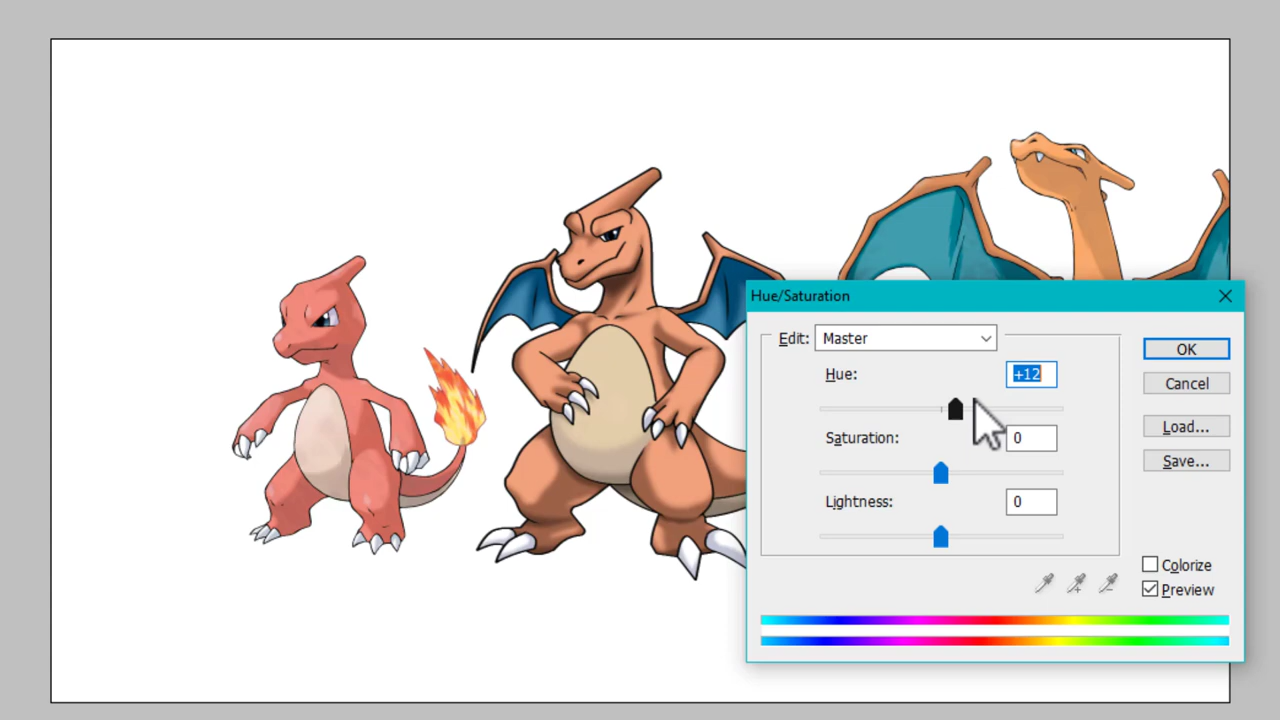 Hue/Saturation
Edit: Master
OK
Hue: +12
Cancel
Load...
Saturation: 0
Save...
Lightness: 0
Colorize
Preview